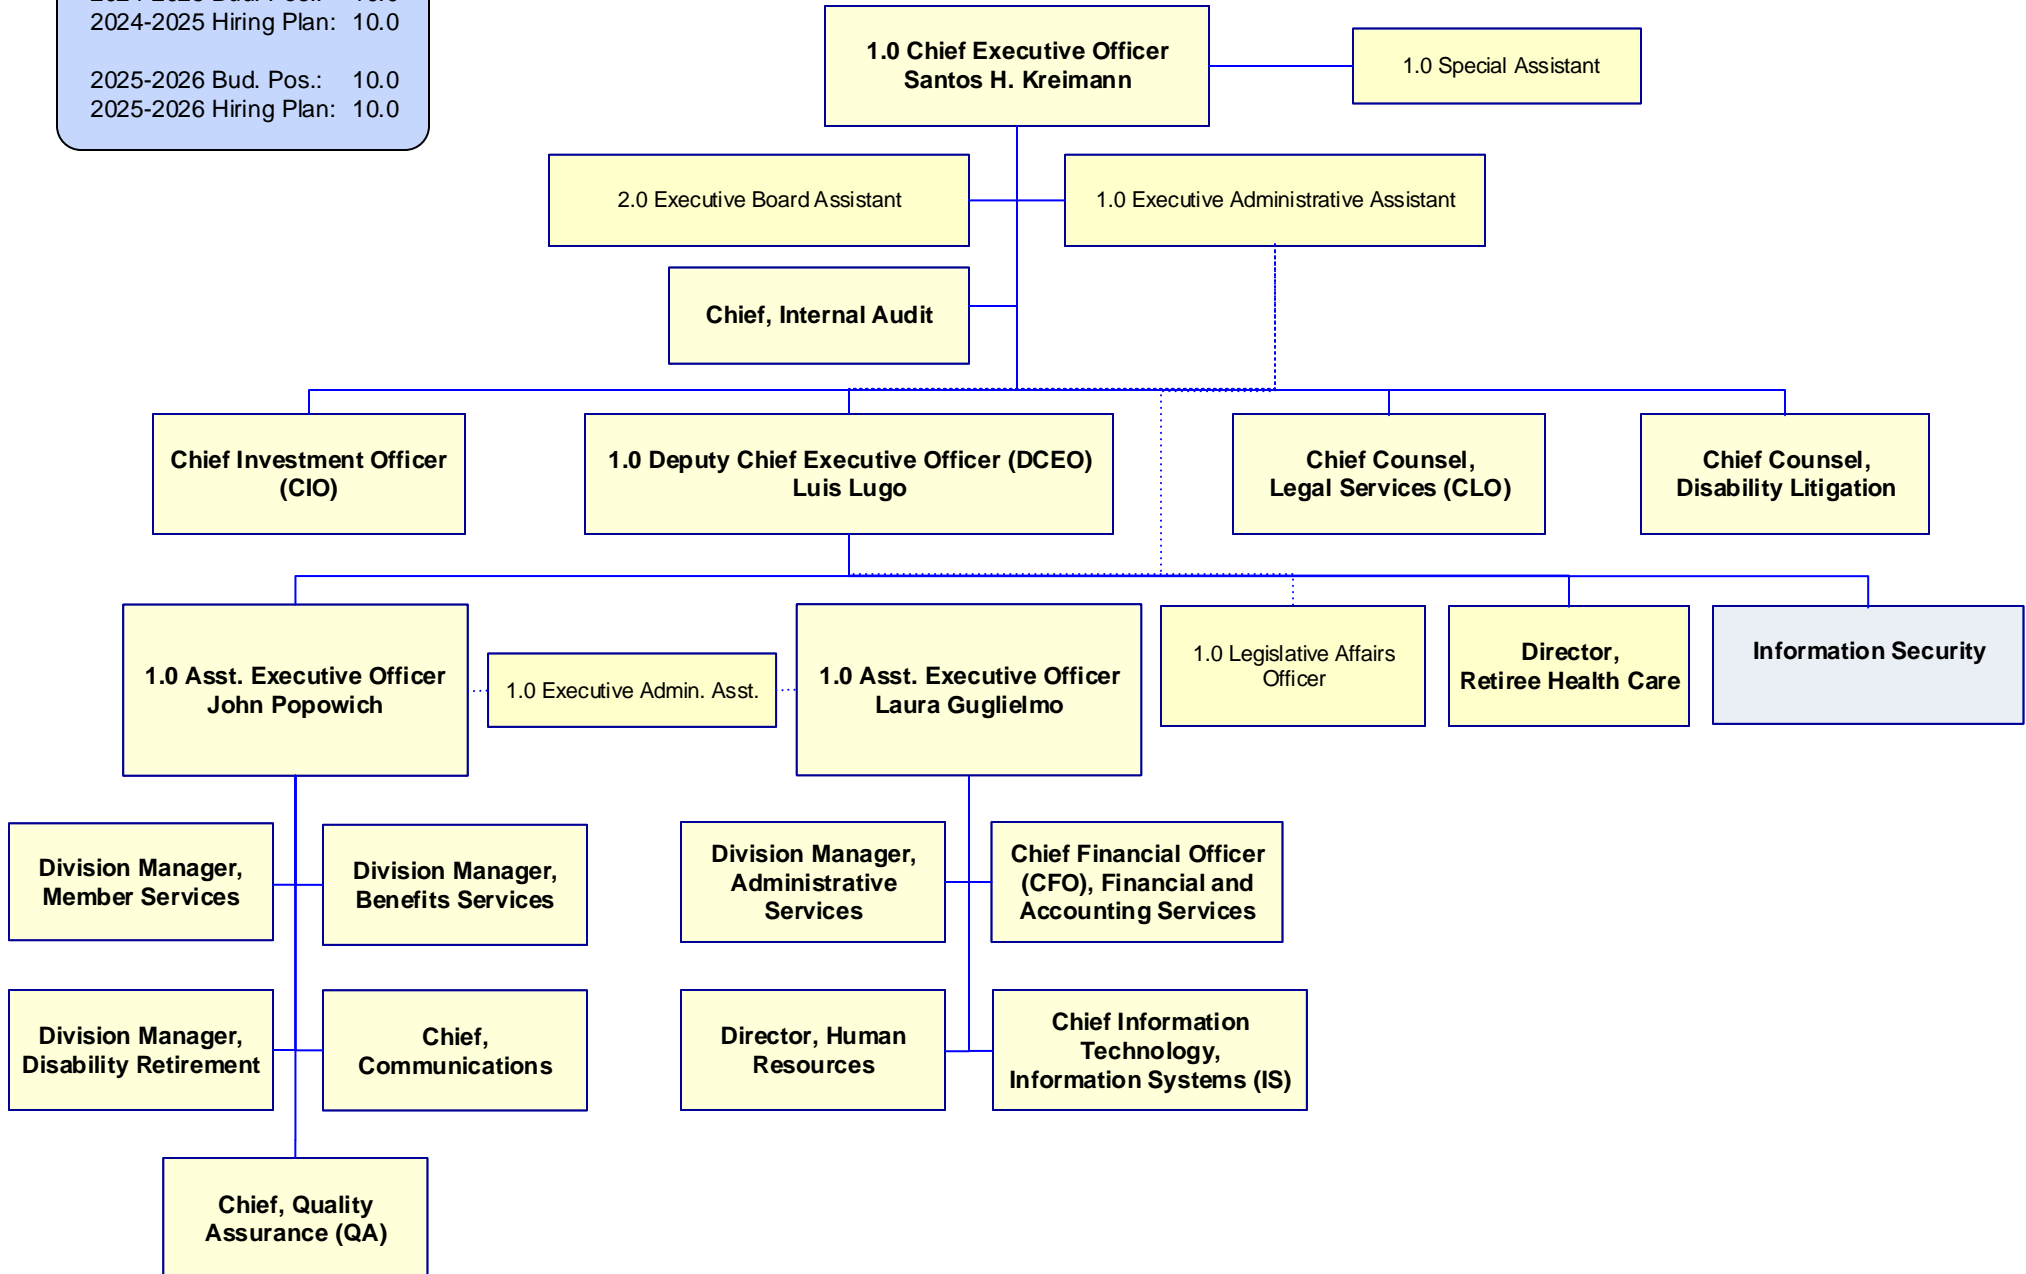 2024-2025 Hiring Plan: 10.0
2025-2026 Bud. Pos.: 10.0
2025-2026 Hiring Plan: 10.0
1.0 Chief Executive Officer
Santos H. Kreimann
1.0 Special Assistant
2.0 Executive Board Assistant
1.0 Executive Administrative Assistant
Chief, Internal Audit
Chief Investment Officer
(CIO)
1.0 Deputy Chief Executive Officer (DCEO)
Luis Lugo
Chief Counsel,
Legal Services (CLO)
Chief Counsel,
Disability Litigation
1.0 Asst. Executive Officer
John Popowich
1.0 Executive Admin. Asst.
1.0 Asst. Executive Officer
Laura Guglielmo
1.0 Legislative Affairs
Officer
Director,
Retiree Health Care
Information Security
Division Manager,
Member Services
Division Manager,
Benefits Services
Division Manager,
Administrative
Services
Chief Financial Officer
(CFO), Financial and
Accounting Services
Division Manager,
Disability Retirement
Chief,
Communications
Director, Human
Resources
Chief Information
Technology,
Information Systems (IS)
Chief, Quality
Assurance (QA)